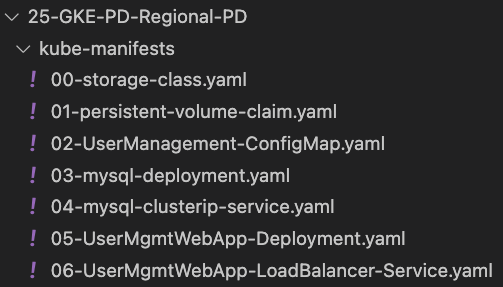 25-GKE-PD-Regional-PD
kube-manifests
! 00-storage-class.yaml
! 01-persistent-volume-claim.yaml
! 02-UserManagement-ConfigMap.yaml
! 03-mysql-deployment.yaml
! 04-mysql-clusterip-service.yaml
! 05-UserMgmtWebApp-Deployment.yaml
! 06-UserMgmtWebApp-LoadBalancer-Service.yaml